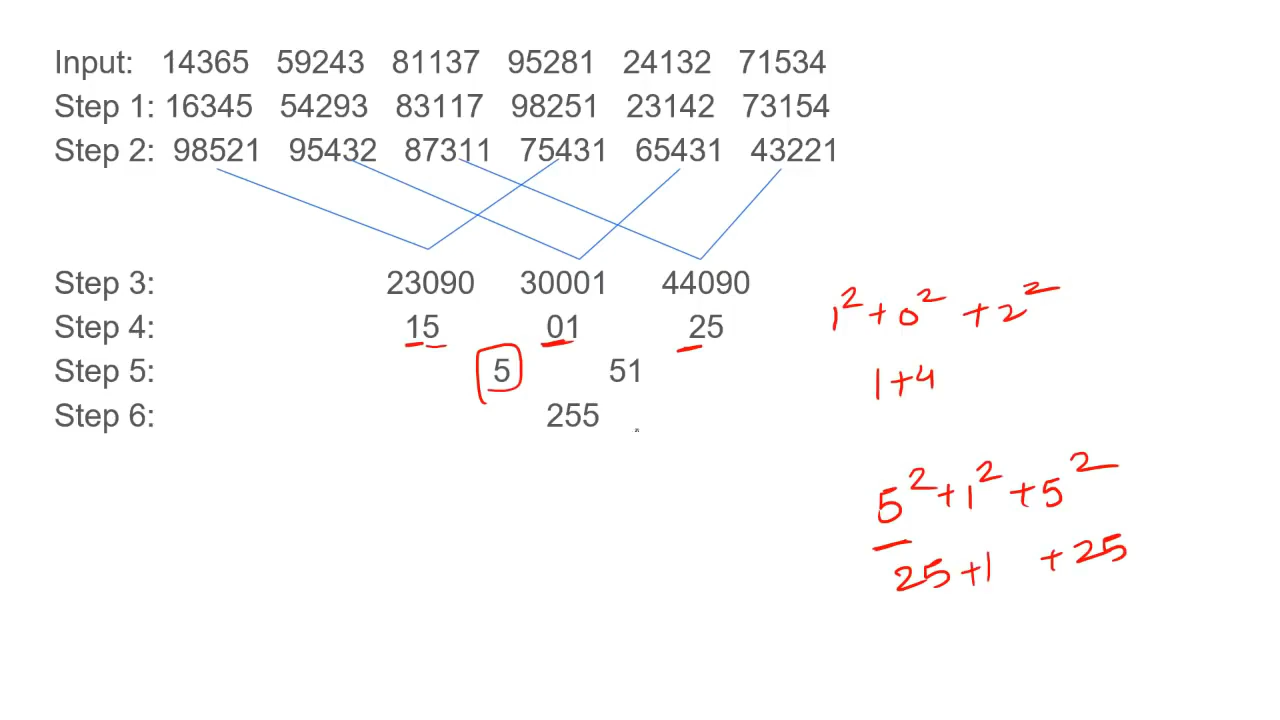 Input: 14365 59243 81137 95281 24132 71534
Step 1: 16345 54293 83117 98251 23142 73154
Step 2: 98521 95432 87311 75431 65431 43221
Step 3: 23090 30001 44090
Step 4: 15 01 25
Step 5: 5 51
Step 6: 255
1² + 0² + 2²
1 + 4
5² + 1² + 5²
25 + 1 + 25